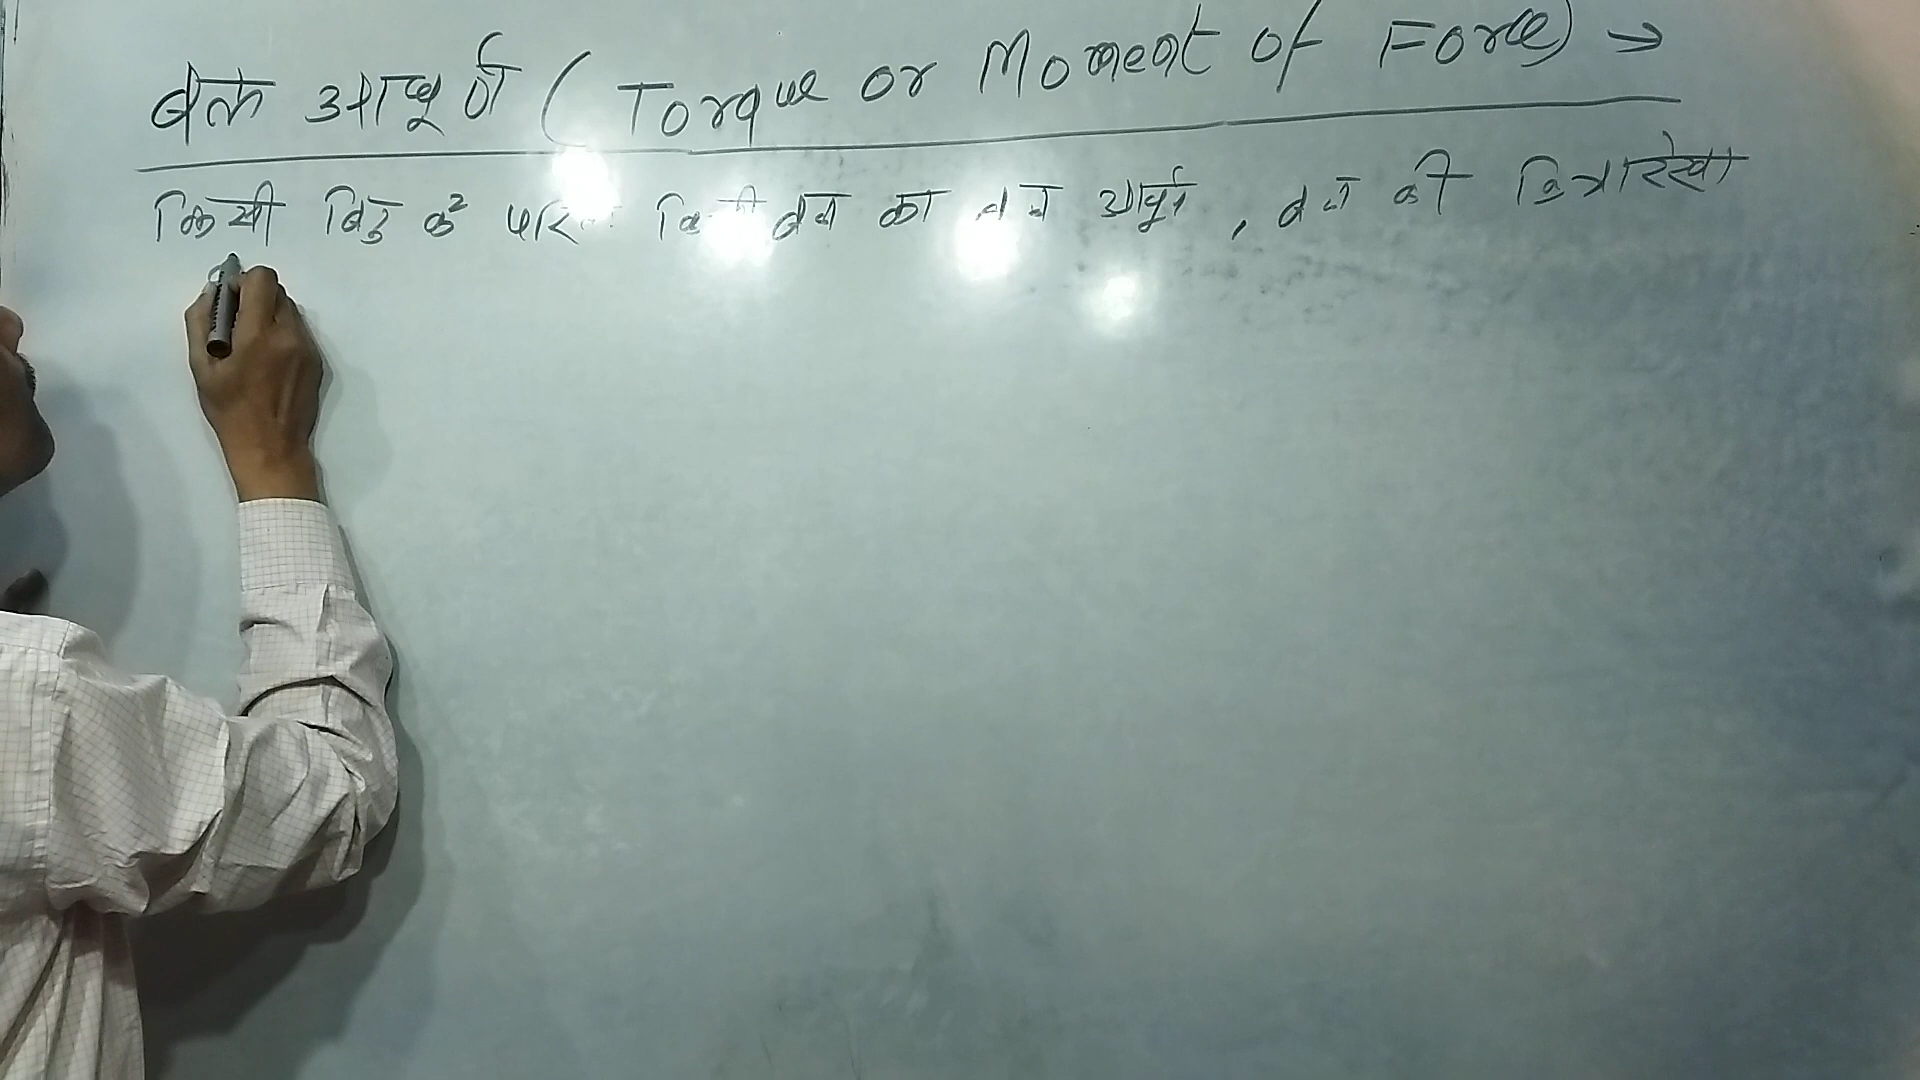 बल आघूर्ण ( Torque or Moment of Force) →
किसी बिंदु के परितः किसी बल का बल आघूर्ण , बल की क्रियारेखा